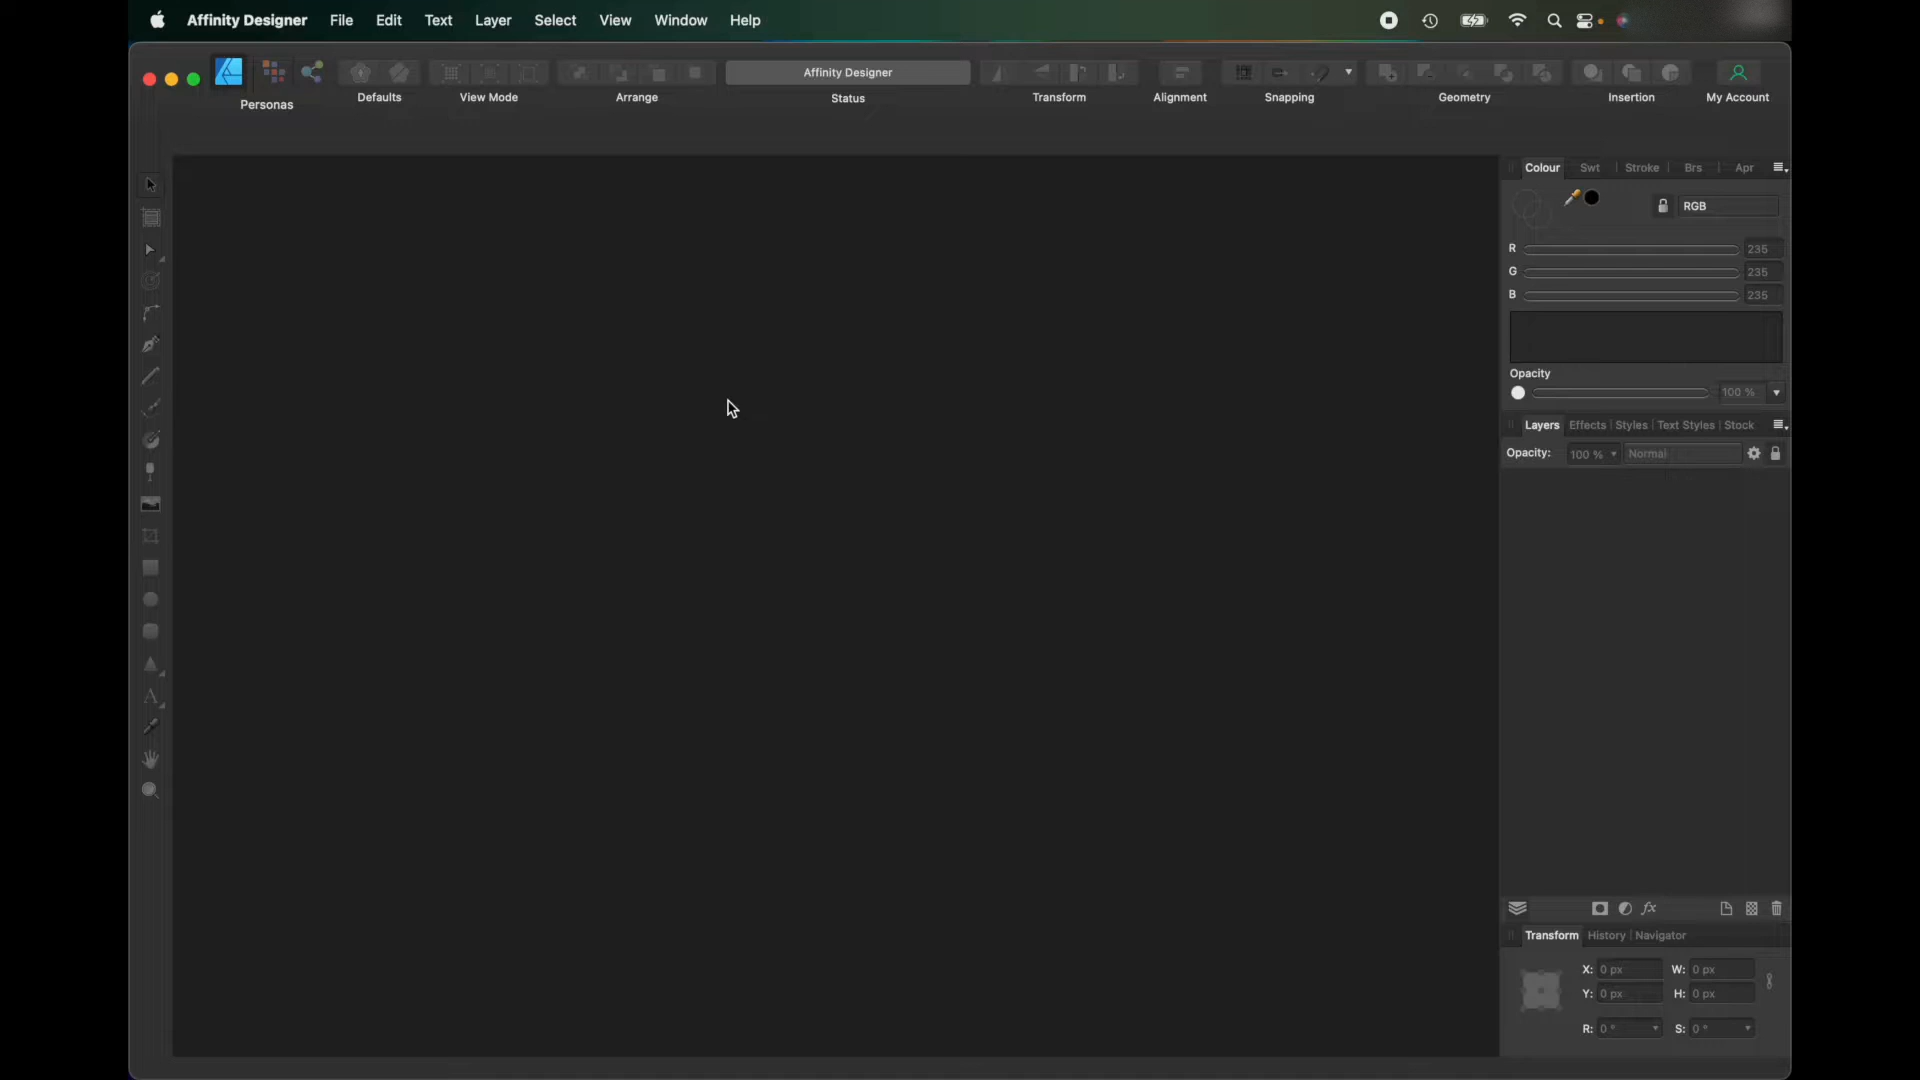 Affinity Designer File Edit Text Layer Select View Window Help
Affinity Designer
Personas Defaults View Mode Arrange Status Transform Alignment Snapping Geometry Insertion My Account
Colour Swt Stroke Brs Apr
RGB
R 235
G 235
B 235
Opacity
100 %
Layers Effects Styles Text Styles Stock
Opacity: 100 % Normal
A
fx
Transform History Navigator
X: 0 px W: 0 px
Y: 0 px H: 0 px
R: 0 ° S: 0 °